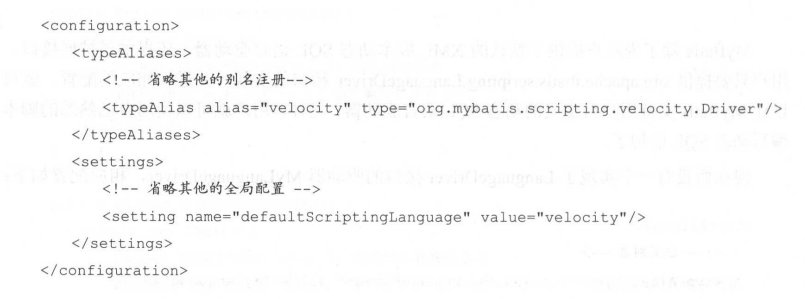 <configuration>
<typeAliases>
<!-- 省略其他的别名注册-->
<typeAlias alias="velocity" type="org.mybatis.scripting.velocity.Driver"/>
</typeAliases>
<settings>
<!-- 省略其他的全局配置 -->
<setting name="defaultScriptingLanguage" value="velocity"/>
</settings>
</configuration>